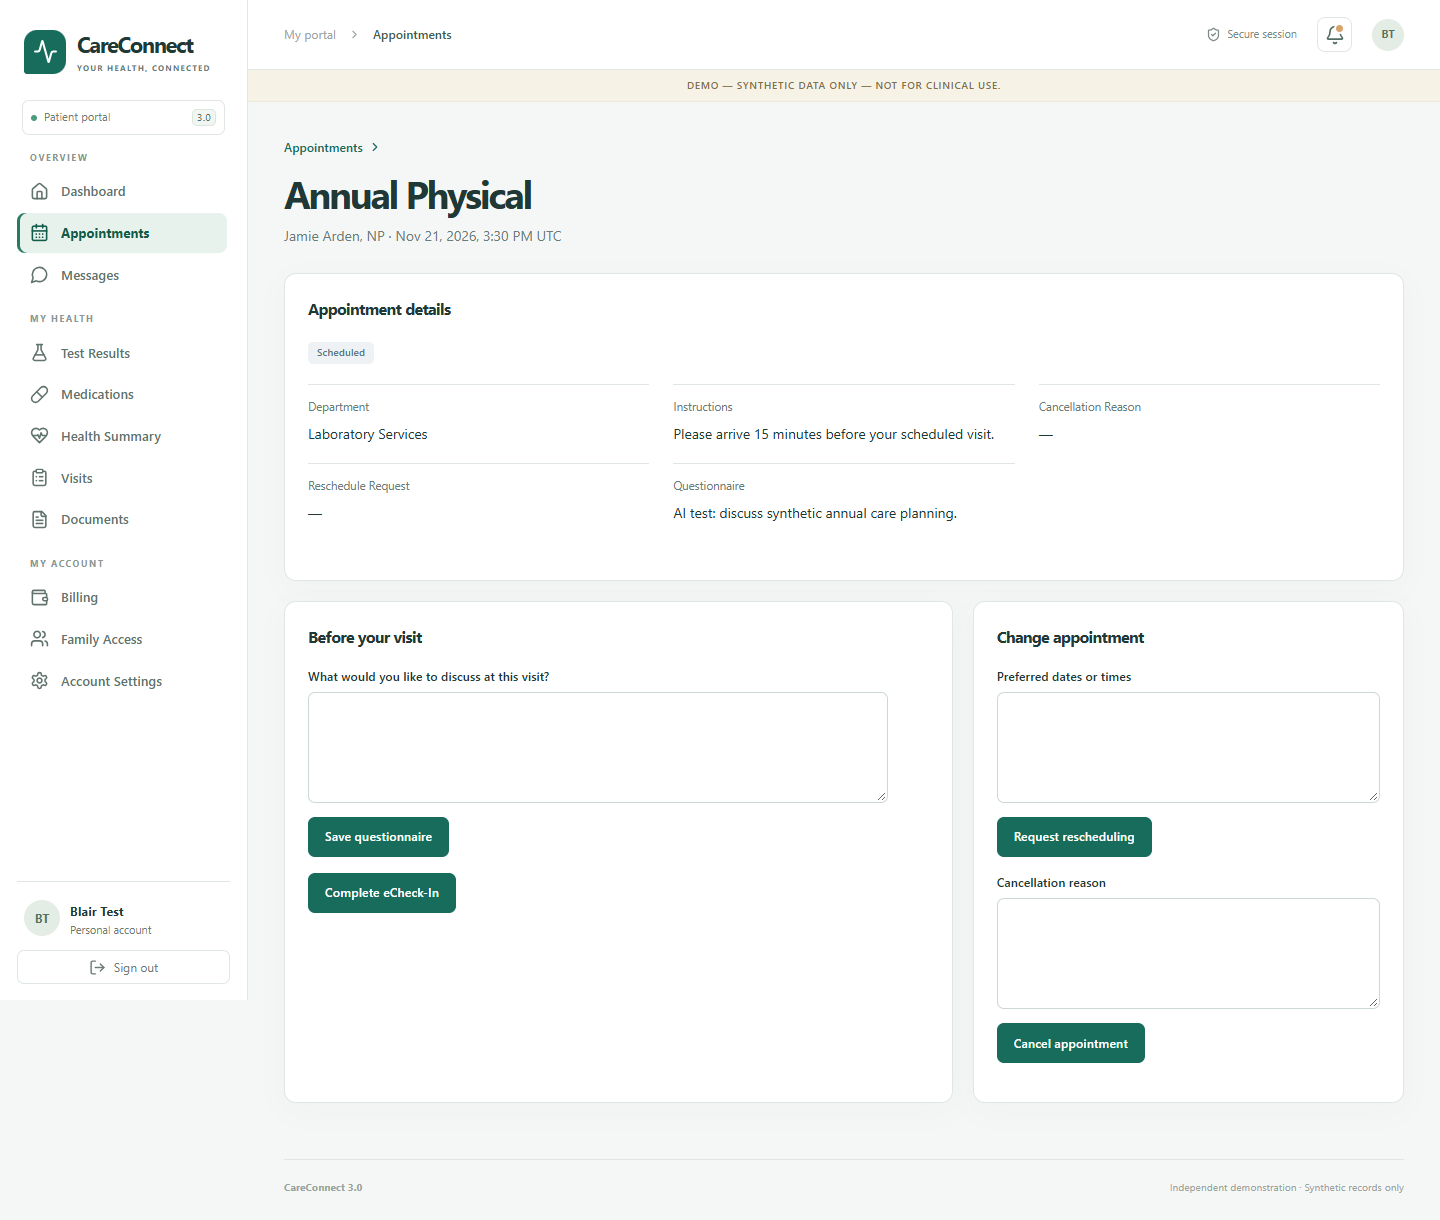 CareConnect
YOUR HEALTH, CONNECTED
Patient portal 3.0
OVERVIEW
Dashboard
Appointments
Messages
MY HEALTH
Test Results
Medications
Health Summary
Visits
Documents
MY ACCOUNT
Billing
Family Access
Account Settings
BT
Blair Test
Personal account
Sign out
My portal > Appointments
Secure session
BT
DEMO — SYNTHETIC DATA ONLY — NOT FOR CLINICAL USE.
Appointments >
Annual Physical
Jamie Arden, NP · Nov 21, 2026, 3:30 PM UTC
Appointment details
Scheduled
Department
Laboratory Services
Instructions
Please arrive 15 minutes before your scheduled visit.
Cancellation Reason
—
Reschedule Request
—
Questionnaire
AI test: discuss synthetic annual care planning.
Before your visit
What would you like to discuss at this visit?
Save questionnaire
Complete eCheck-In
Change appointment
Preferred dates or times
Request rescheduling
Cancellation reason
Cancel appointment
CareConnect 3.0
Independent demonstration · Synthetic records only